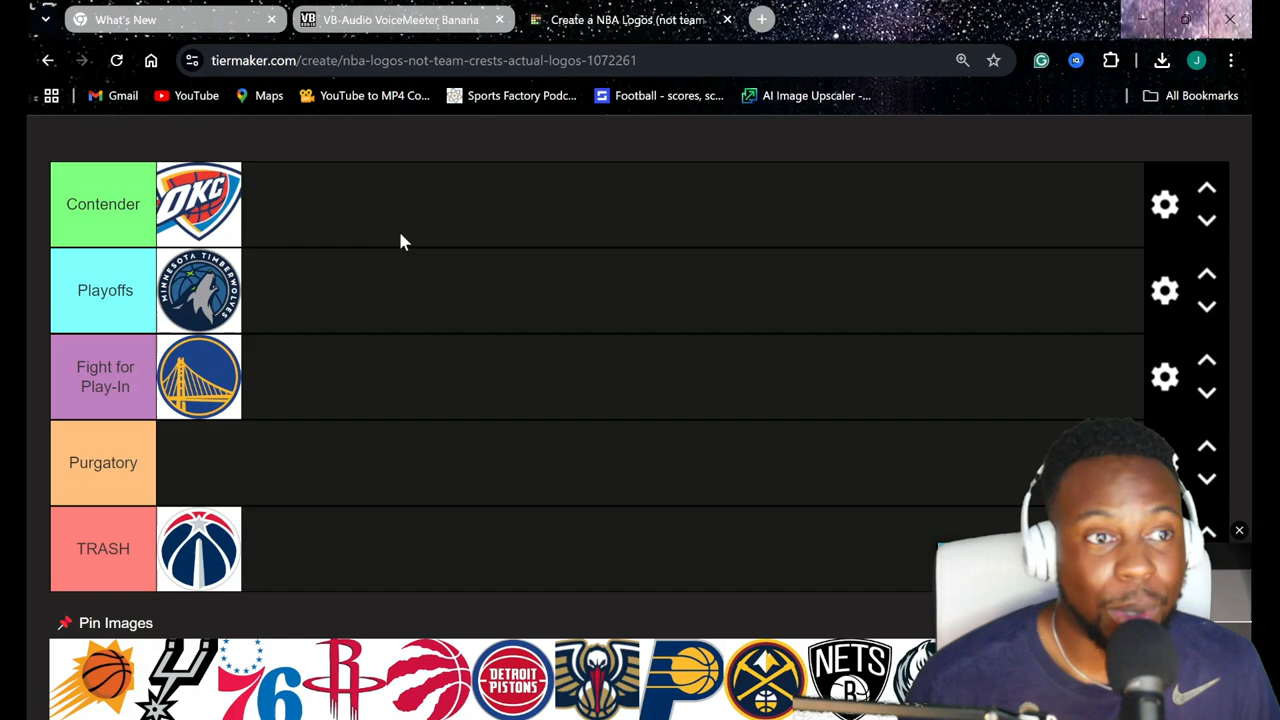 What's New
VB-Audio VoiceMeeter Banana
Create a NBA Logos (not team
tiermaker.com/create/nba-logos-not-team-crests-actual-logos-1072261
J
Gmail
YouTube
Maps
YouTube to MP4 Co...
Sports Factory Podc...
Football - scores, sc...
AI Image Upscaler -...
All Bookmarks
Contender
OKC
Playoffs
MINNESOTA TIMBERWOLVES
Fight for
Play-In
Purgatory
TRASH
Pin Images
76
R
DETROIT
PISTONS
NETS
B